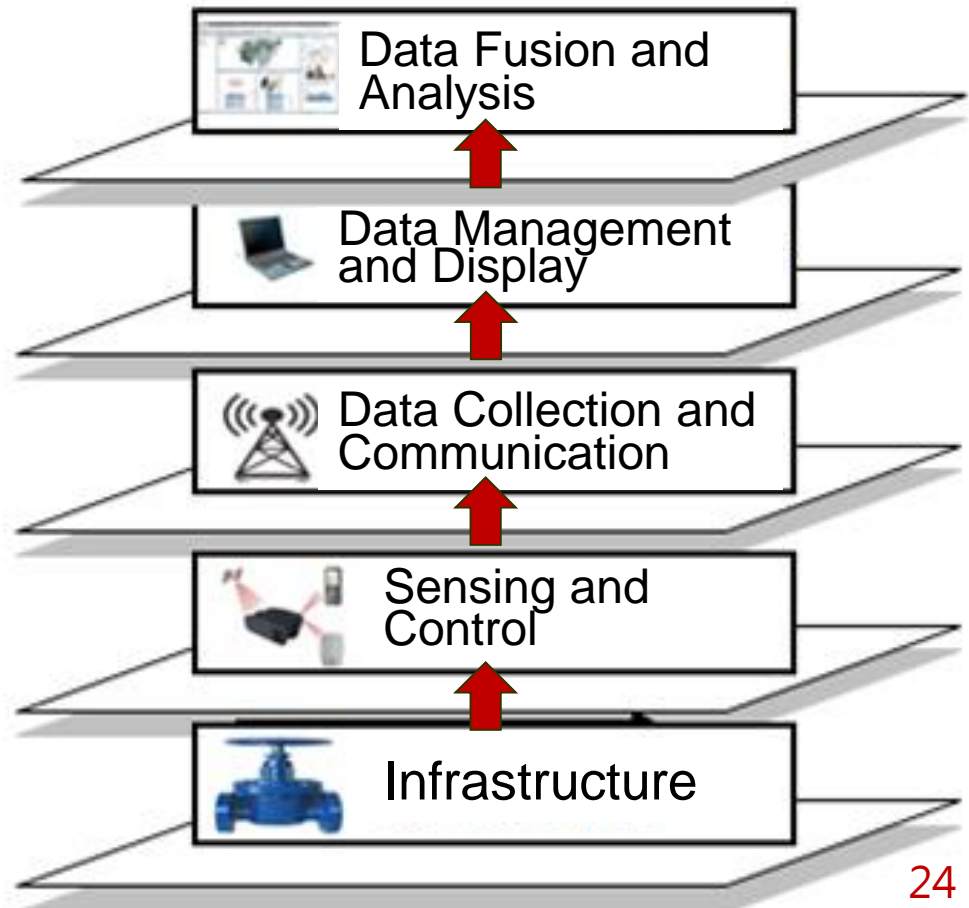 Data Fusion and
Analysis
Data Management
and Display
Data Collection and
Communication
Sensing and
Control
Infrastructure
24